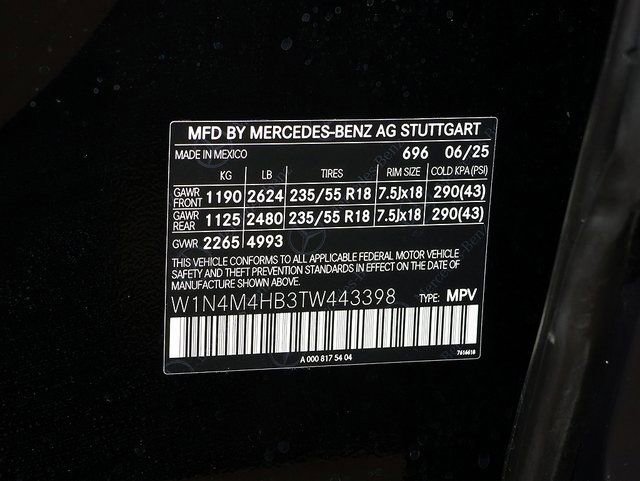 MFD BY MERCEDES-BENZ AG STUTTGART
MADE IN MEXICO 696 06/25
KG LB TIRES RIM SIZE COLD KPA (PSI)
GAWR FRONT 1190 2624 235/55 R18 7.5Jx18 290(43)
GAWR REAR 1125 2480 235/55 R18 7.5Jx18 290(43)
GVWR 2265 4993
THIS VEHICLE CONFORMS TO ALL APPLICABLE FEDERAL MOTOR VEHICLE
SAFETY AND THEFT PREVENTION STANDARDS IN EFFECT ON THE DATE OF
MANUFACTURE SHOWN ABOVE.
W1N4M4HB3TW443398 TYPE: MPV
A 000 817 54 04 7616618